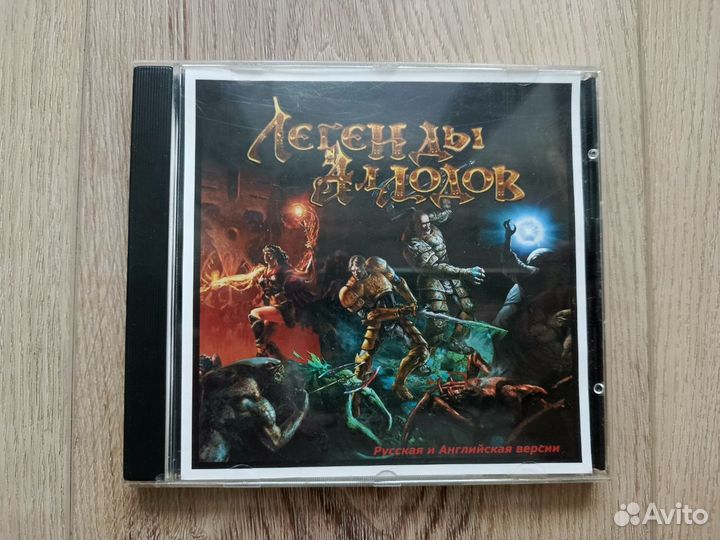 Легенды
Аллодов
Русская и Английская версии
Avito